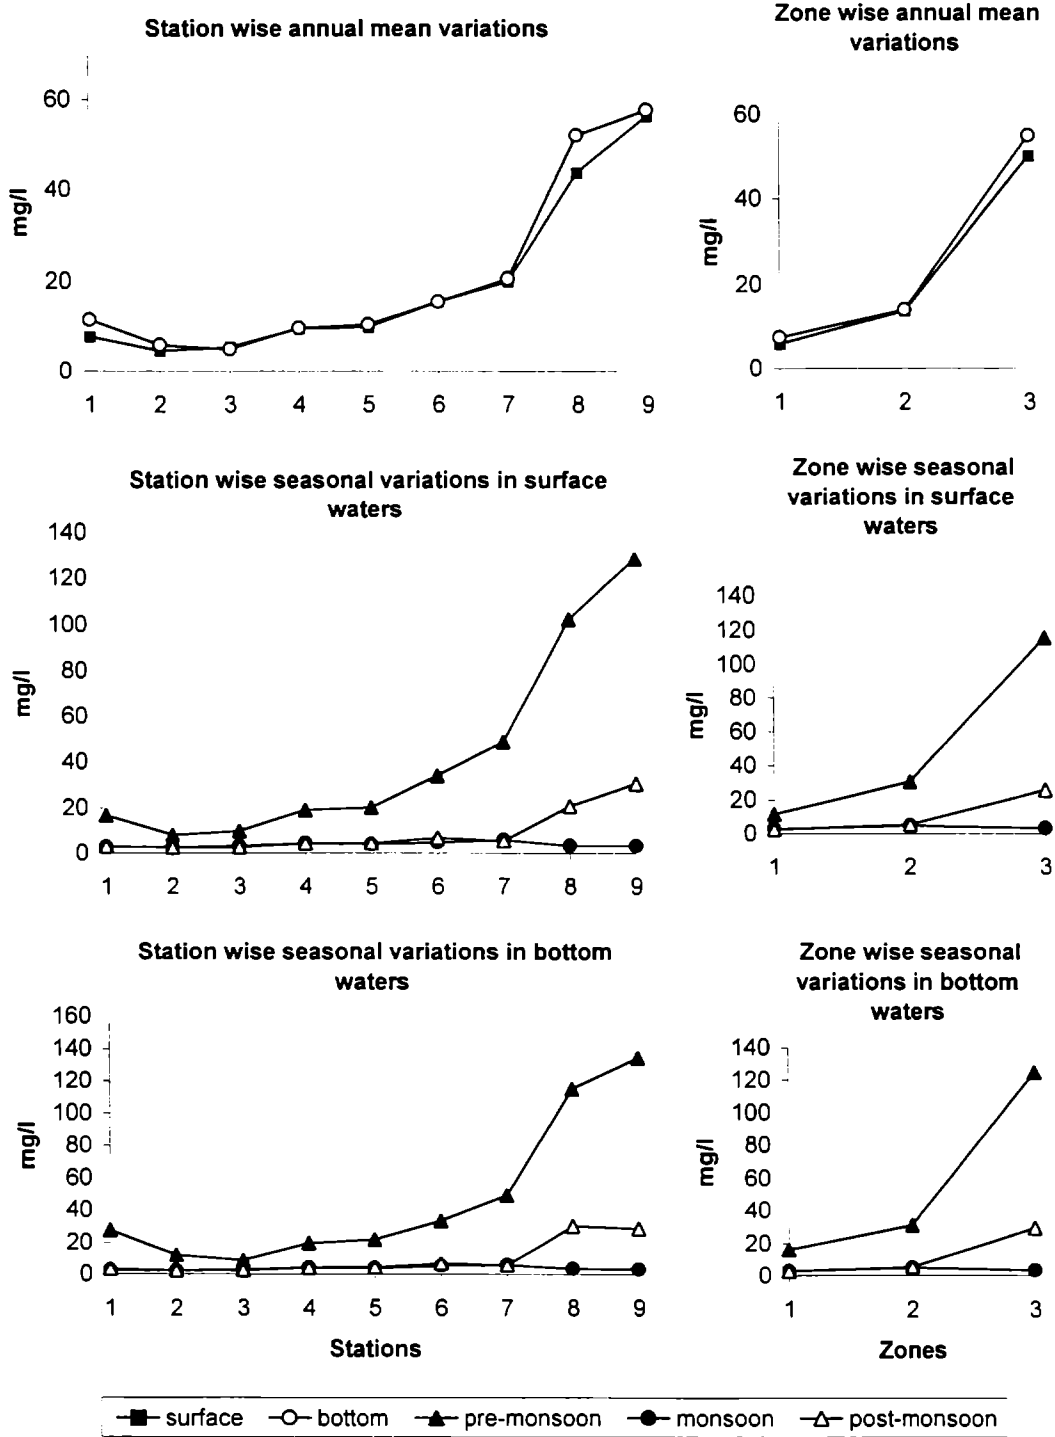 Station wise annual mean variations
60
40
20
0
mg/l
1 2 3 4 5 6 7 8 9
Zone wise annual mean
variations
60
40
20
0
mg/l
1 2 3
Station wise seasonal variations in surface
waters
140
120
100
80
60
40
20
0
mg/l
1 2 3 4 5 6 7 8 9
Zone wise seasonal
variations in surface
waters
140
120
100
80
60
40
20
0
mg/l
1 2 3
Station wise seasonal variations in bottom
waters
160
140
120
100
80
60
40
20
0
mg/l
1 2 3 4 5 6 7 8 9
Stations
Zone wise seasonal
variations in bottom
waters
140
120
100
80
60
40
20
0
mg/l
1 2 3
Zones
surface bottom pre-monsoon monsoon post-monsoon